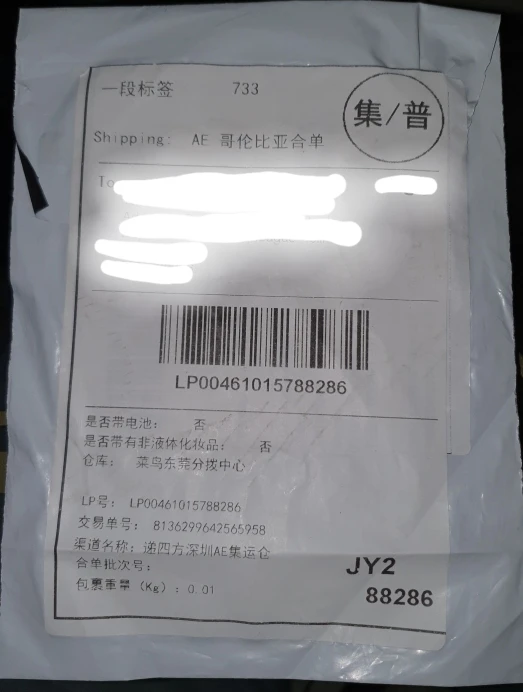 一段标签 733
集/普
Shipping: AE 哥伦比亚合单
To
LP00461015788286
是否带电池： 否
是否带有非液体化妆品： 否
仓库： 菜鸟东莞分拨中心
LP号： LP00461015788286
交易单号： 8136299642565958
渠道名称：递四方深圳AE集运仓
合单批次号：
包裹重量（Kg）：0.01
JY2
88286